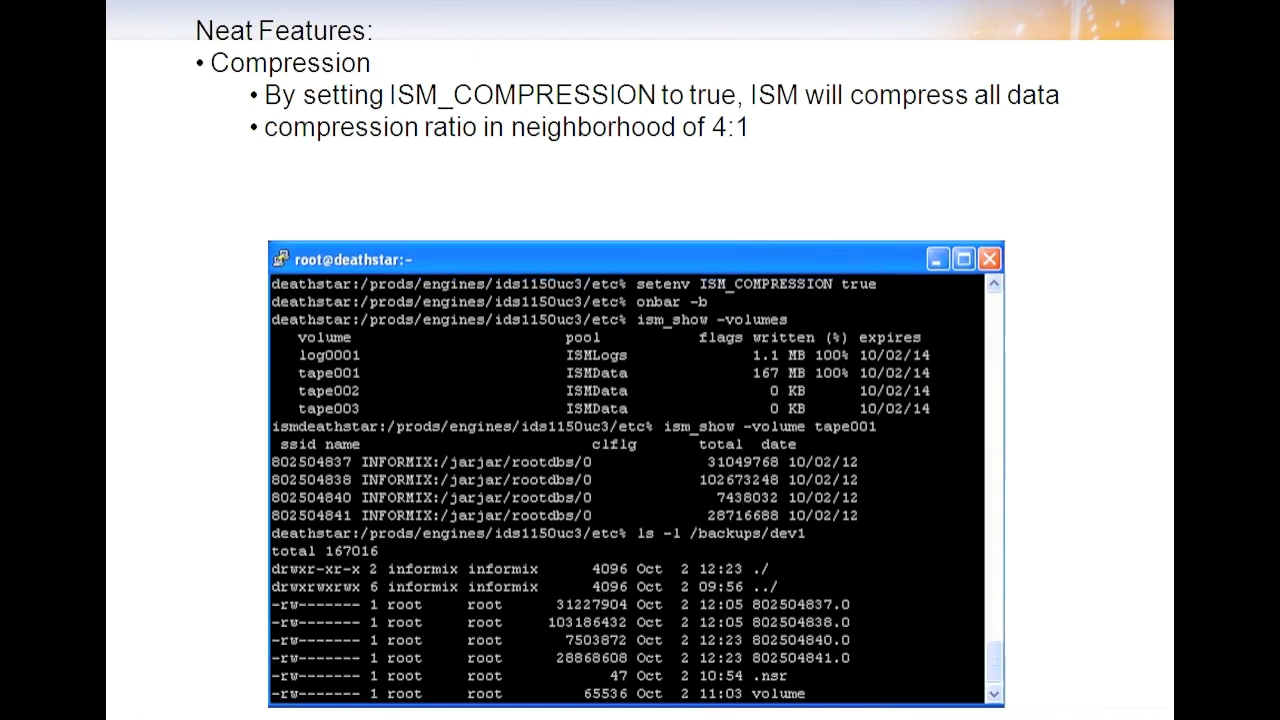 Neat Features:
• Compression
• By setting ISM_COMPRESSION to true, ISM will compress all data
• compression ratio in neighborhood of 4:1
root@deathstar:~
deathstar:/prods/engines/ids1150uc3/etc% setenv ISM_COMPRESSION true
deathstar:/prods/engines/ids1150uc3/etc% onbar -b
deathstar:/prods/engines/ids1150uc3/etc% ism_show -volumes
volume pool flags written (%) expires
log0001 ISMLogs 1.1 MB 100% 10/02/14
tape001 ISMData 167 MB 100% 10/02/14
tape002 ISMData 0 KB 10/02/14
tape003 ISMData 0 KB 10/02/14
ismdeathstar:/prods/engines/ids1150uc3/etc% ism_show -volume tape001
ssid name clflg total date
802504837 INFORMIX:/jarjar/rootdbs/0 31049768 10/02/12
802504838 INFORMIX:/jarjar/rootdbs/0 102673248 10/02/12
802504840 INFORMIX:/jarjar/rootdbs/0 7438032 10/02/12
802504841 INFORMIX:/jarjar/rootdbs/0 28716688 10/02/12
deathstar:/prods/engines/ids1150uc3/etc% ls -l /backups/dev1
total 167016
drwxr-xr-x 2 informix informix 4096 Oct 2 12:23 ./
drwxrwxrwx 6 informix informix 4096 Oct 2 09:56 ../
-rw------- 1 root root 31227904 Oct 2 12:05 802504837.0
-rw------- 1 root root 103186432 Oct 2 12:05 802504838.0
-rw------- 1 root root 7503872 Oct 2 12:23 802504840.0
-rw------- 1 root root 28868608 Oct 2 12:23 802504841.0
-rw------- 1 root root 47 Oct 2 10:54 .nsr
-rw------- 1 root root 65536 Oct 2 11:03 volume